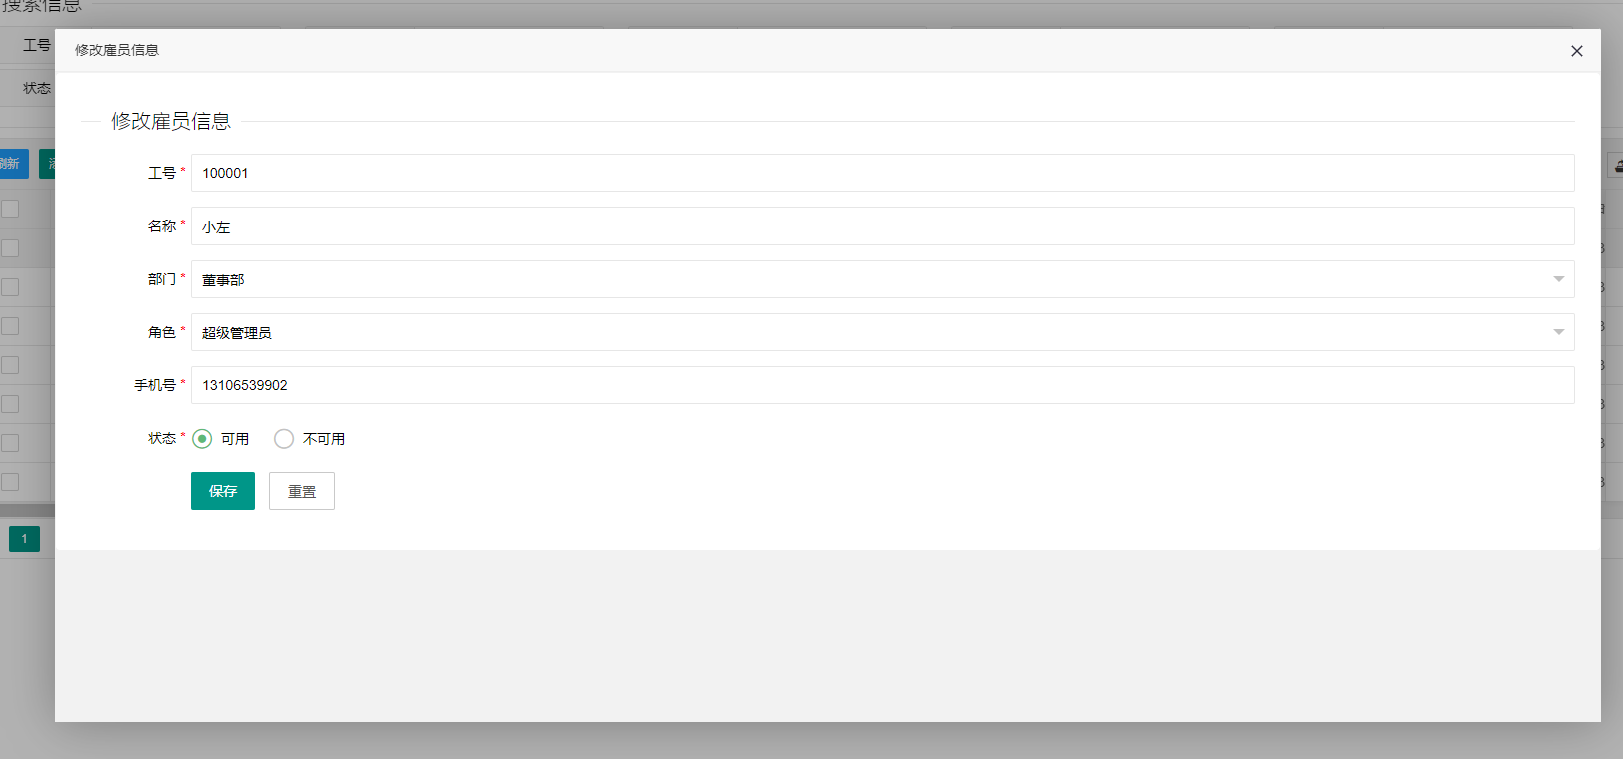 搜索信息
工号
修改雇员信息
状态
修改雇员信息
刷新
工号 * 100001
名称 * 小左
部门 * 董事部
角色 * 超级管理员
手机号 * 13106539902
状态 * 可用 不可用
保存 重置
1